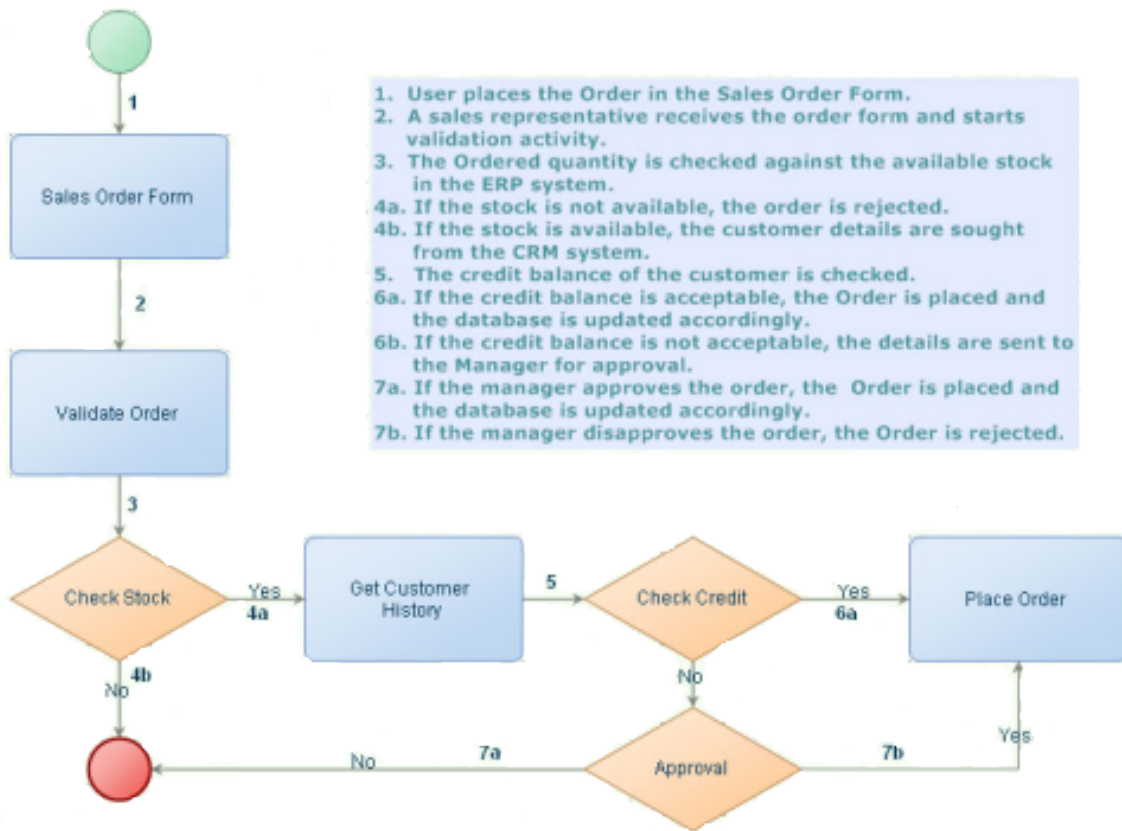 1
1. User places the Order in the Sales Order Form.
2. A sales representative receives the order form and starts
validation activity.
3. The Ordered quantity is checked against the available stock
in the ERP system.
4a. If the stock is not available, the order is rejected.
4b. If the stock is available, the customer details are sought
from the CRM system.
5. The credit balance of the customer is checked.
6a. If the credit balance is acceptable, the Order is placed and
the database is updated accordingly.
6b. If the credit balance is not acceptable, the details are sent to
the Manager for approval.
7a. If the manager approves the order, the Order is placed and
the database is updated accordingly.
7b. If the manager disapproves the order, the Order is rejected.
Sales Order Form
2
Validate Order
3
Check Stock
Yes
4a
Get Customer
History
5
Check Credit
Yes
6a
Place Order
4b
No
No
Approval
7a
No
7b
Yes